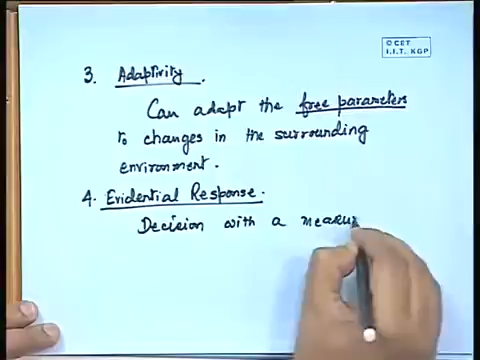 © CET
I.I.T. KGP
3. Adaptivity.
Can adapt the free parameters
to changes in the surrounding
environment.
4. Evidential Response.
Decision with a measu